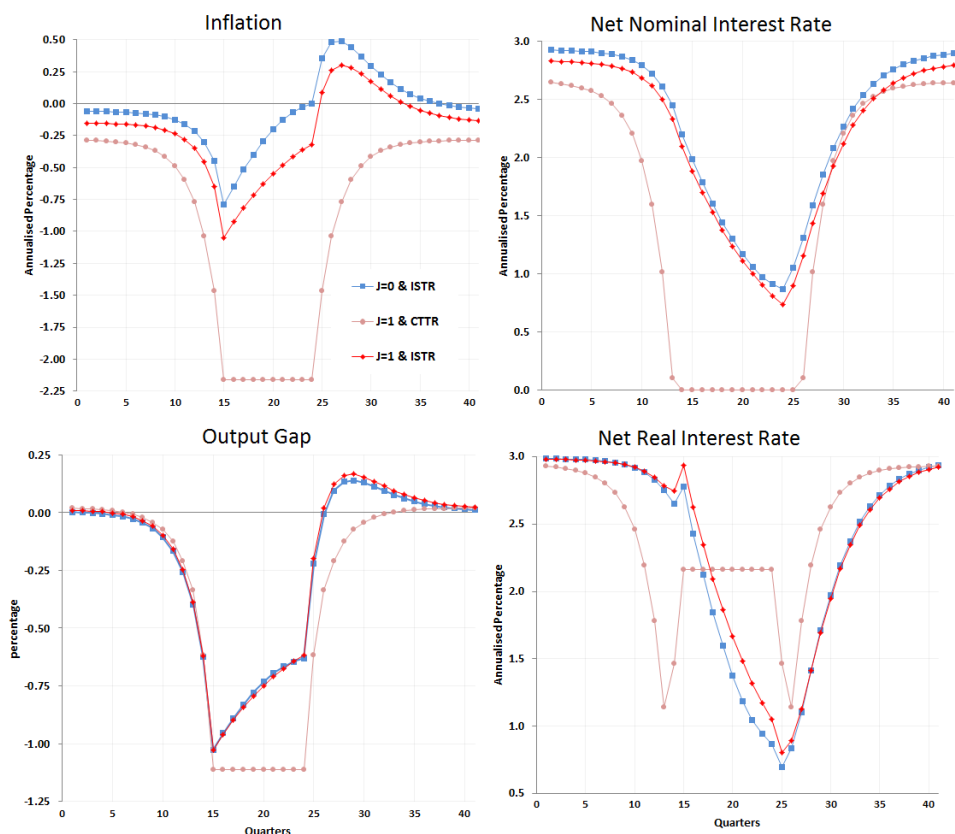 Inflation
AnnualisedPercentage
0.50
0.25
0.00
-0.25
-0.50
-0.75
-1.00
-1.25
-1.50
-1.75
-2.00
-2.25
J=0 & ISTR
J=1 & CTTR
J=1 & ISTR
0 5 10 15 20 25 30 35 40
Net Nominal Interest Rate
AnnualisedPercentage
3.0
2.5
2.0
1.5
1.0
0.5
0.0
0 5 10 15 20 25 30 35 40
Output Gap
percentage
0.25
0.00
-0.25
-0.50
-0.75
-1.00
-1.25
0 5 10 15 20 25 30 35 40
Quarters
Net Real Interest Rate
AnnualisedPercentage
3.0
2.5
2.0
1.5
1.0
0.5
0 5 10 15 20 25 30 35 40
Quarters